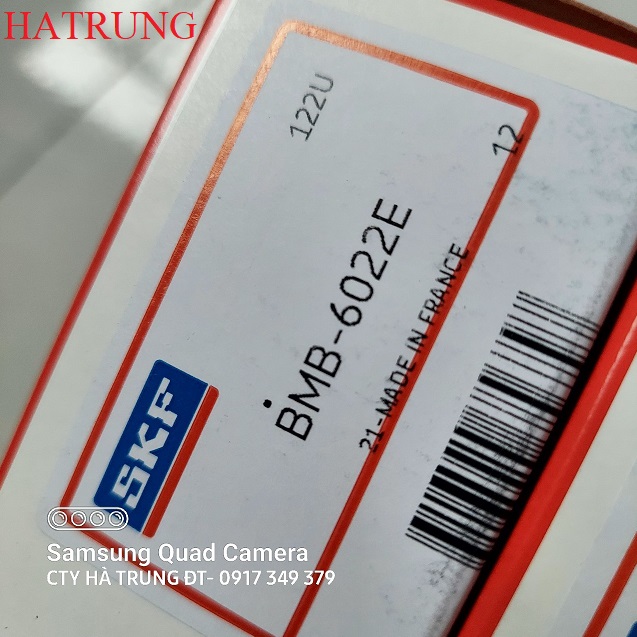 HATRUNG
122U
12
BMB-6022E
21-MADE IN FRANCE
SKF
Samsung Quad Camera
CTY HÀ TRUNG ĐT- 0917 349 379